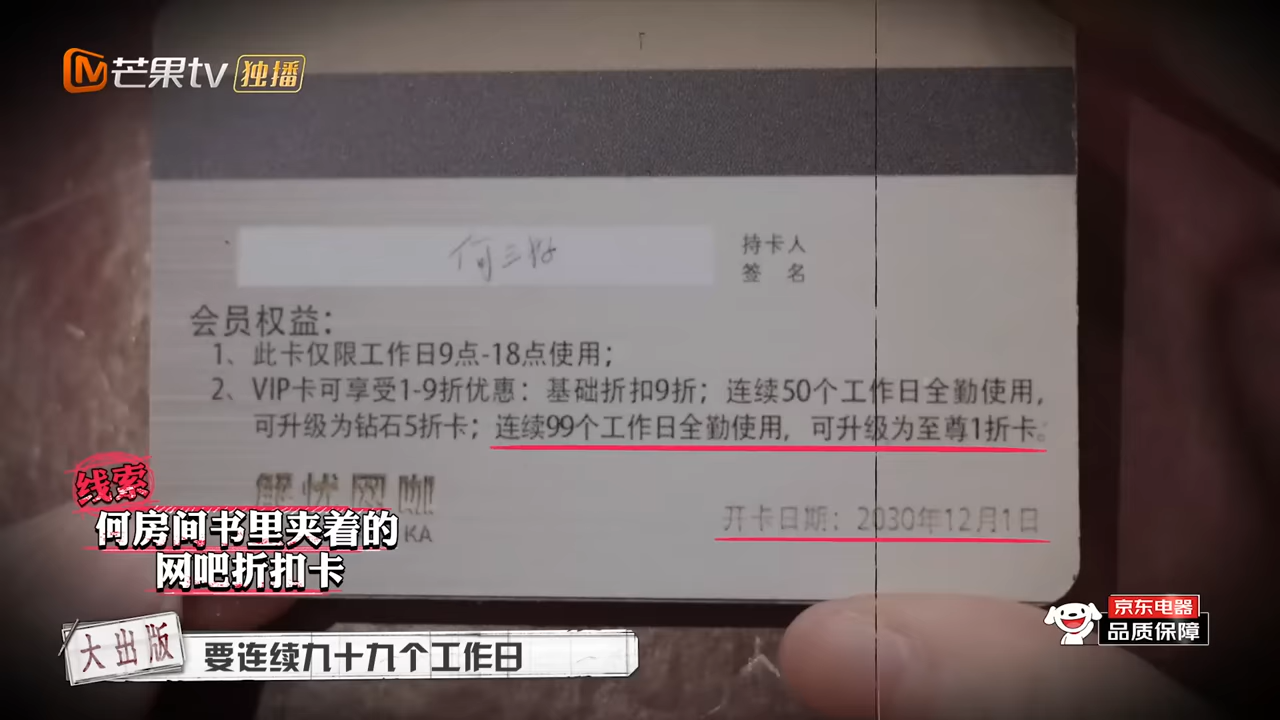 芒果TV 独播
何三好
持卡人
签 名
会员权益：
1、此卡仅限工作日9点-18点使用；
2、VIP卡可享受1-9折优惠：基础折扣9折；连续50个工作日全勤使用，
可升级为钻石5折卡；连续99个工作日全勤使用，可升级为至尊1折卡。
解忧网咖
KA
开卡日期：2030年12月1日
线索
何房间书里夹着的
网吧折扣卡
大出版
要连续九十九个工作日
京东电器
品质保障